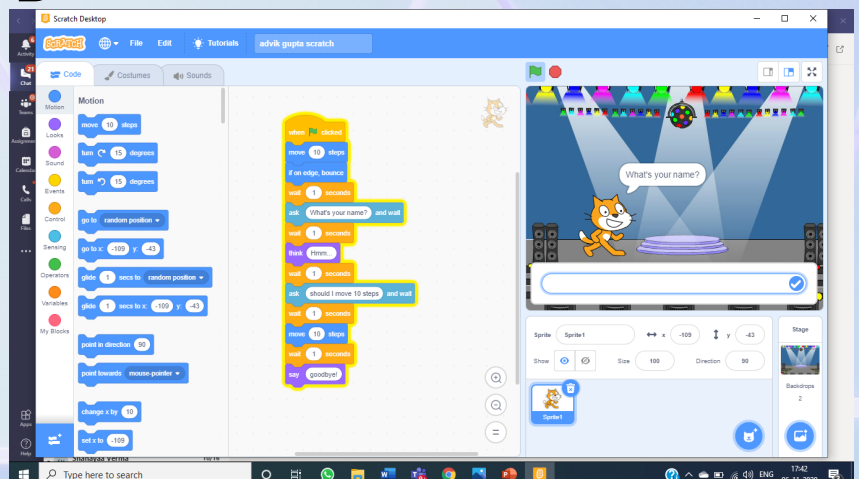 Scratch Desktop
SCRATCH File Edit Tutorials advik gupta scratch
Code Costumes Sounds
Activity
Chat
Teams
Assignments
Calendar
Calls
Files
Apps
Help
Motion
Looks
Sound
Events
Control
Sensing
Operators
Variables
My Blocks
Motion
move 10 steps
turn 15 degrees
turn 15 degrees
go to random position
go to x: -109 y: -43
glide 1 secs to random position
glide 1 secs to x: -109 y: -43
point in direction 90
point towards mouse-pointer
change x by 10
set x to -109
when clicked
move 10 steps
if on edge, bounce
wait 1 seconds
ask What's your name? and wait
wait 1 seconds
think Hmm...
wait 1 seconds
ask should I move 10 steps and wait
wait 1 seconds
move 10 steps
wait 1 seconds
say goodbye!
What's your name?
Sprite Sprite1 x -109 y -43
Show Size 100 Direction 90
Sprite1
Stage
Backdrops
2
Shanayaa Verma
Type here to search
ENG 17:42
06-11-2020